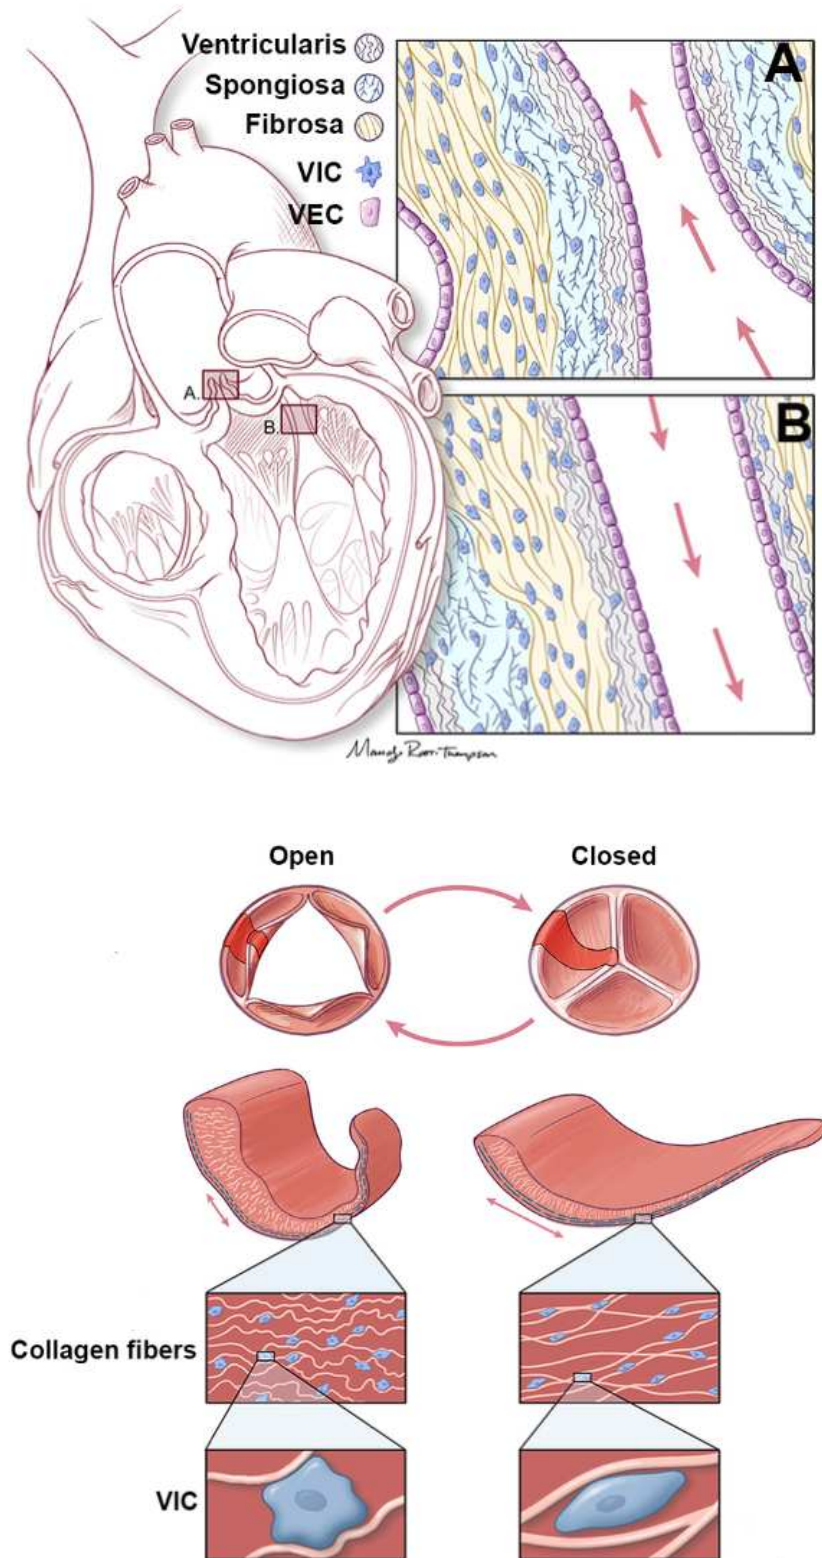 Ventricularis
Spongiosa
Fibrosa
VIC
VEC
A
A.
B.
B
Open
Closed
Collagen fibers
VIC